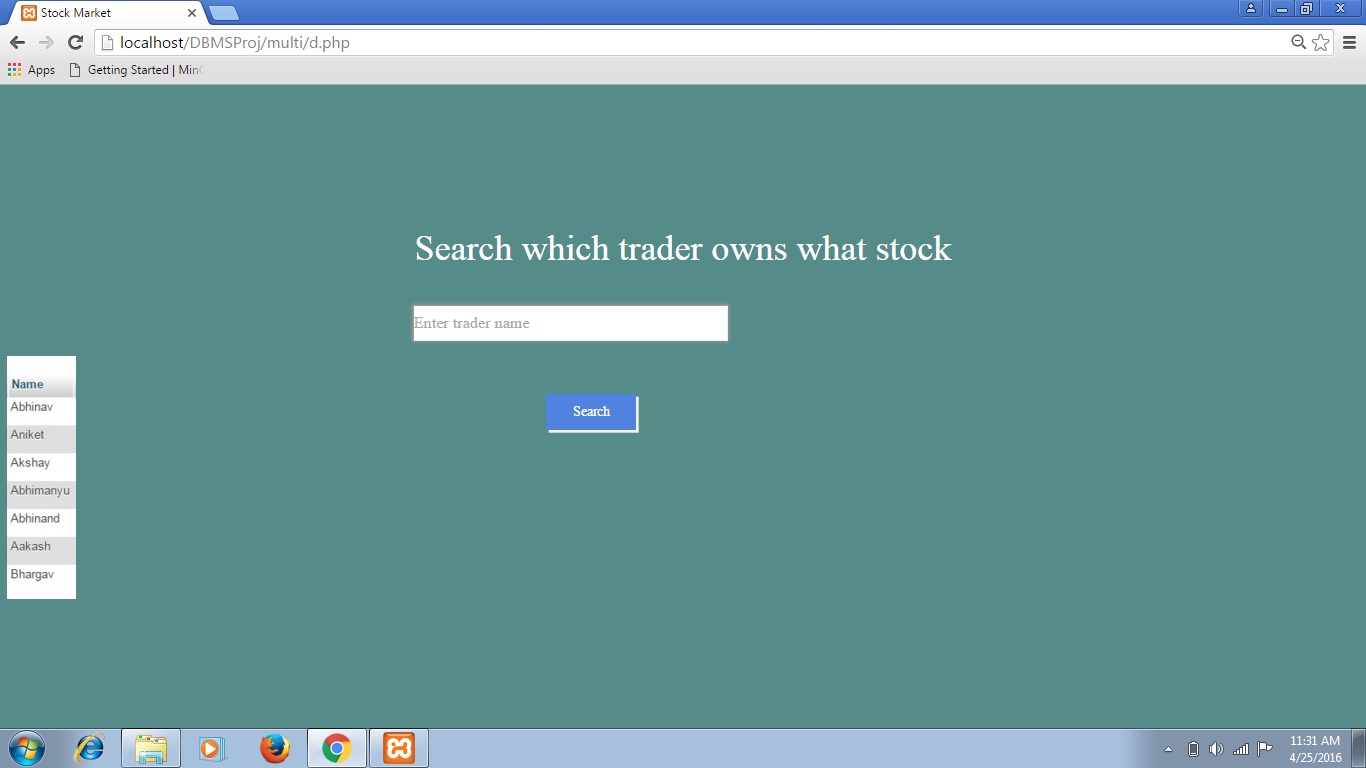 Stock Market
localhost/DBMSProj/multi/d.php
Apps Getting Started | Min
Search which trader owns what stock
Enter trader name
Search
Name
Abhinav
Aniket
Akshay
Abhimanyu
Abhinand
Aakash
Bhargav
11:31 AM
4/25/2016